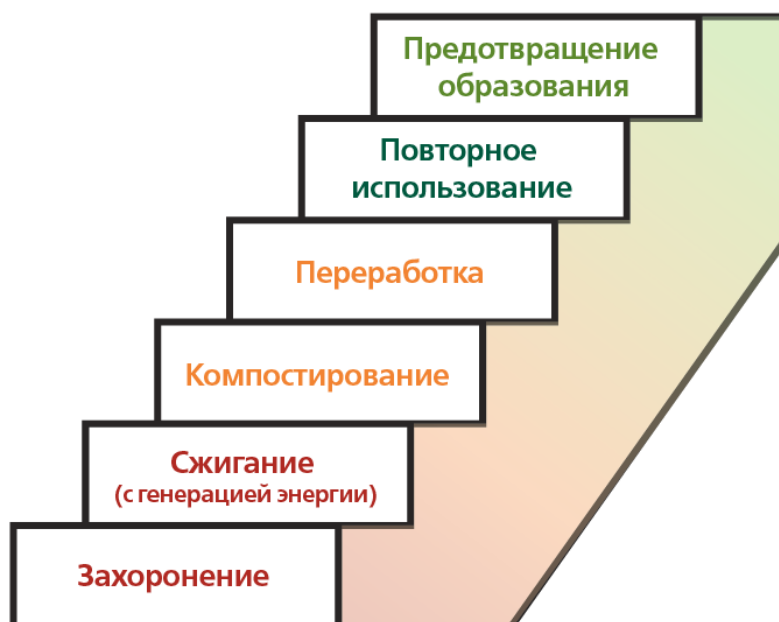 Предотвращение
образования
Повторное
использование
Переработка
Компостирование
Сжигание
(с генерацией энергии)
Захоронение